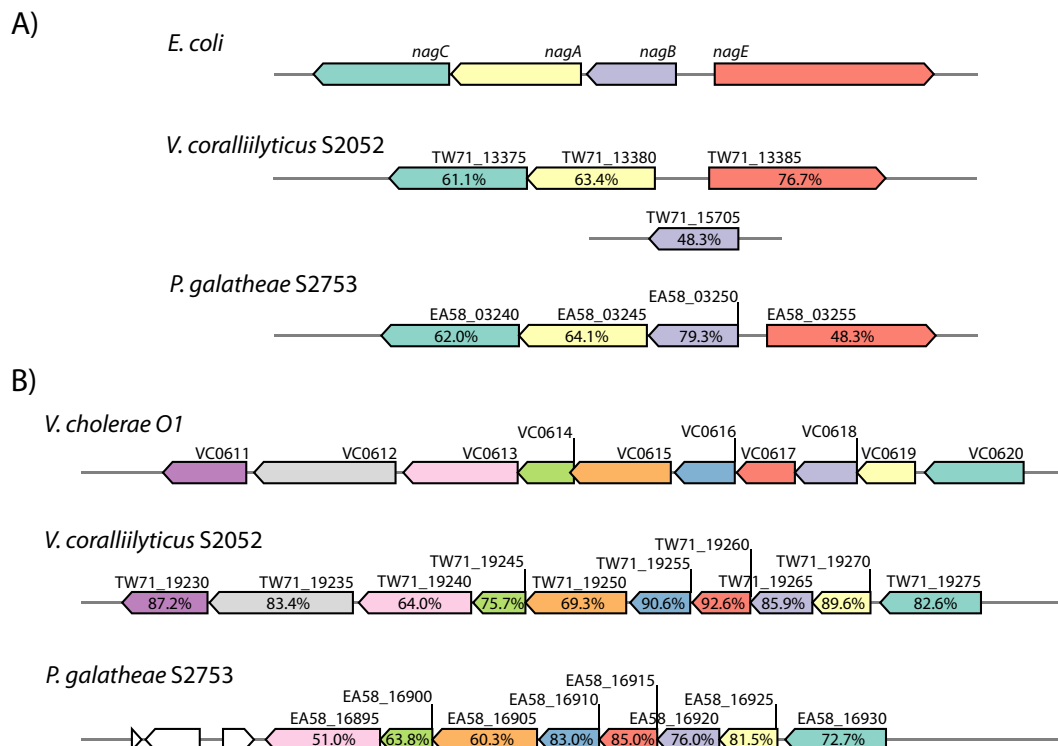 A)
E. coli
nagC nagA nagB nagE
V. coralliilyticus S2052
TW71_13375 TW71_13380 TW71_13385
61.1% 63.4% 76.7%
TW71_15705
48.3%
P. galatheae S2753
EA58_03250
EA58_03240 EA58_03245 EA58_03255
62.0% 64.1% 79.3% 48.3%
B)
V. cholerae O1
VC0614 VC0616 VC0618
VC0611 VC0612 VC0613 VC0615 VC0617 VC0619 VC0620
V. coralliilyticus S2052
TW71_19260
TW71_19245 TW71_19255 TW71_19270
TW71_19230 TW71_19235 TW71_19240 TW71_19250 TW71_19265 TW71_19275
87.2% 83.4% 64.0% 75.7% 69.3% 90.6% 92.6% 85.9% 89.6% 82.6%
P. galatheae S2753
EA58_16915
EA58_16900 EA58_16910 EA58_16925
EA58_16895 EA58_16905 EA58_16920 EA58_16930
51.0% 63.8% 60.3% 83.0% 85.0% 76.0% 81.5% 72.7%